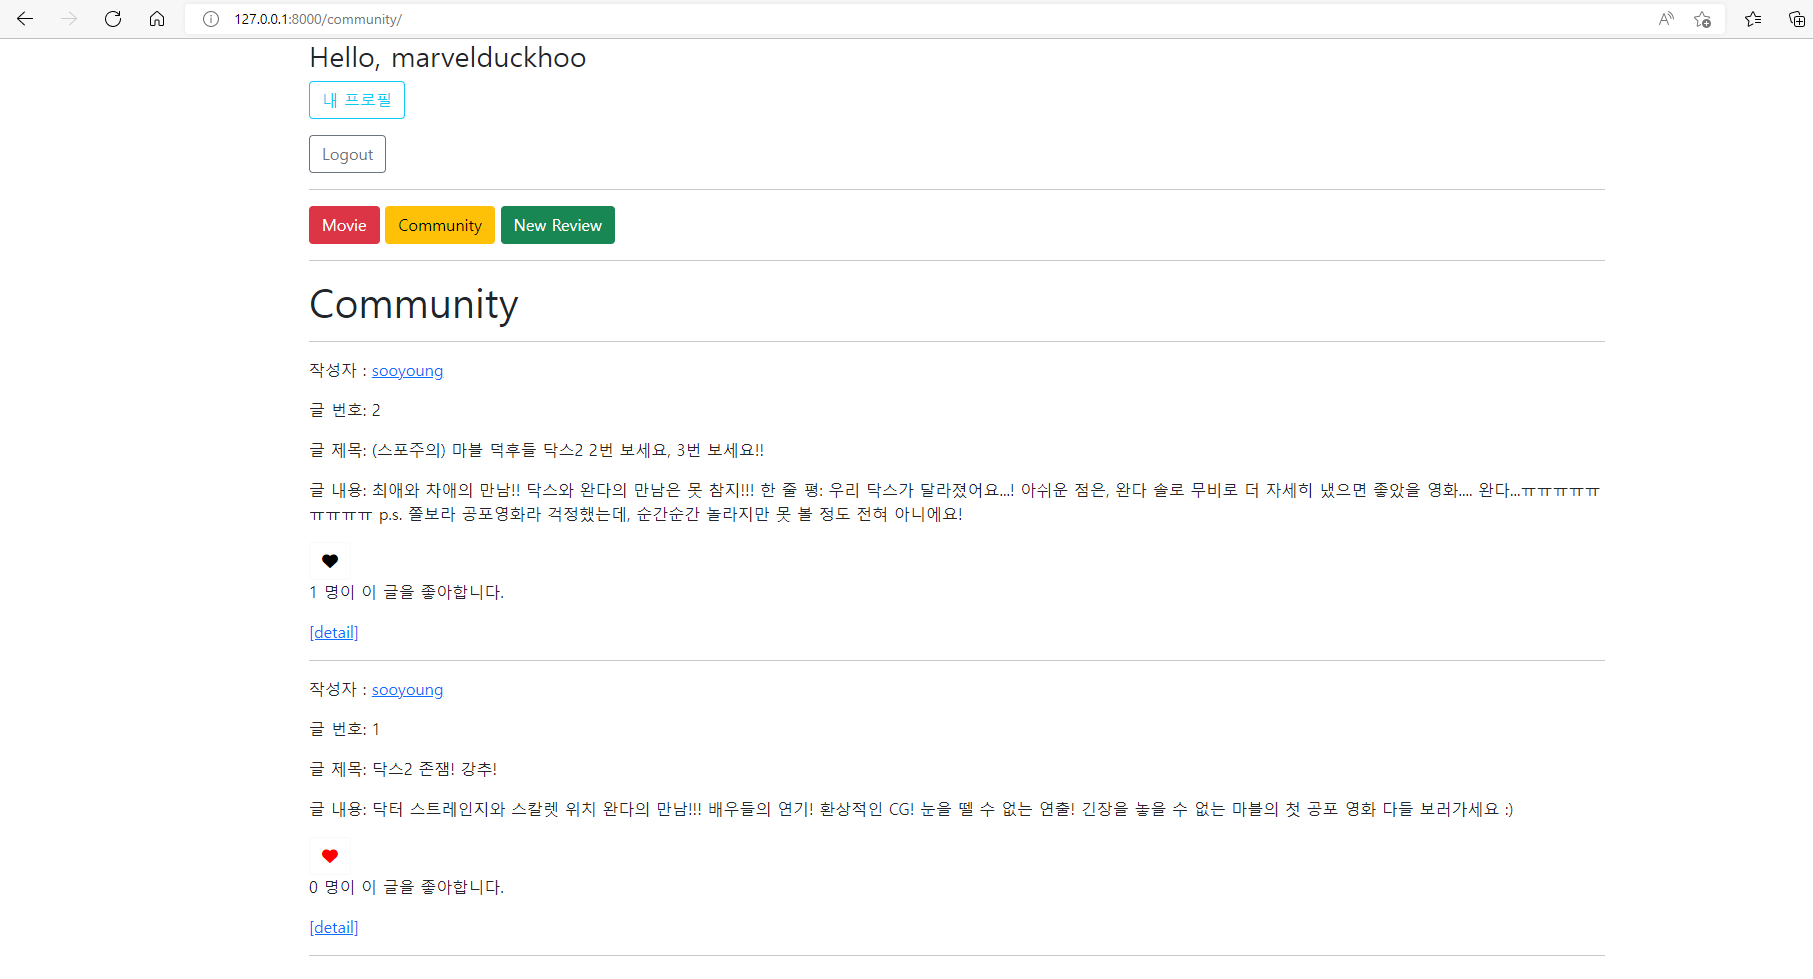 127.0.0.1:8000/community/
Hello, marvelduckhoo
내 프로필
Logout
Movie Community New Review
Community
작성자 : sooyoung
글 번호: 2
글 제목: (스포주의) 마블 덕후들 닥스2 2번 보세요, 3번 보세요!!
글 내용: 최애와 차애의 만남!! 닥스와 완다의 만남은 못 참지!!! 한 줄 평: 우리 닥스가 달라졌어요...! 아쉬운 점은, 완다 솔로 무비로 더 자세히 냈으면 좋았을 영화.... 완다...ㅠㅠㅠㅠㅠ
ㅠㅠㅠㅠ p.s. 쫄보라 공포영화라 걱정했는데, 순간순간 놀라지만 못 볼 정도 전혀 아니에요!
1 명이 이 글을 좋아합니다.
[detail]
작성자 : sooyoung
글 번호: 1
글 제목: 닥스2 존잼! 강추!
글 내용: 닥터 스트레인지와 스칼렛 위치 완다의 만남!!! 배우들의 연기! 환상적인 CG! 눈을 뗄 수 없는 연출! 긴장을 놓을 수 없는 마블의 첫 공포 영화 다들 보러가세요 :)
0 명이 이 글을 좋아합니다.
[detail]